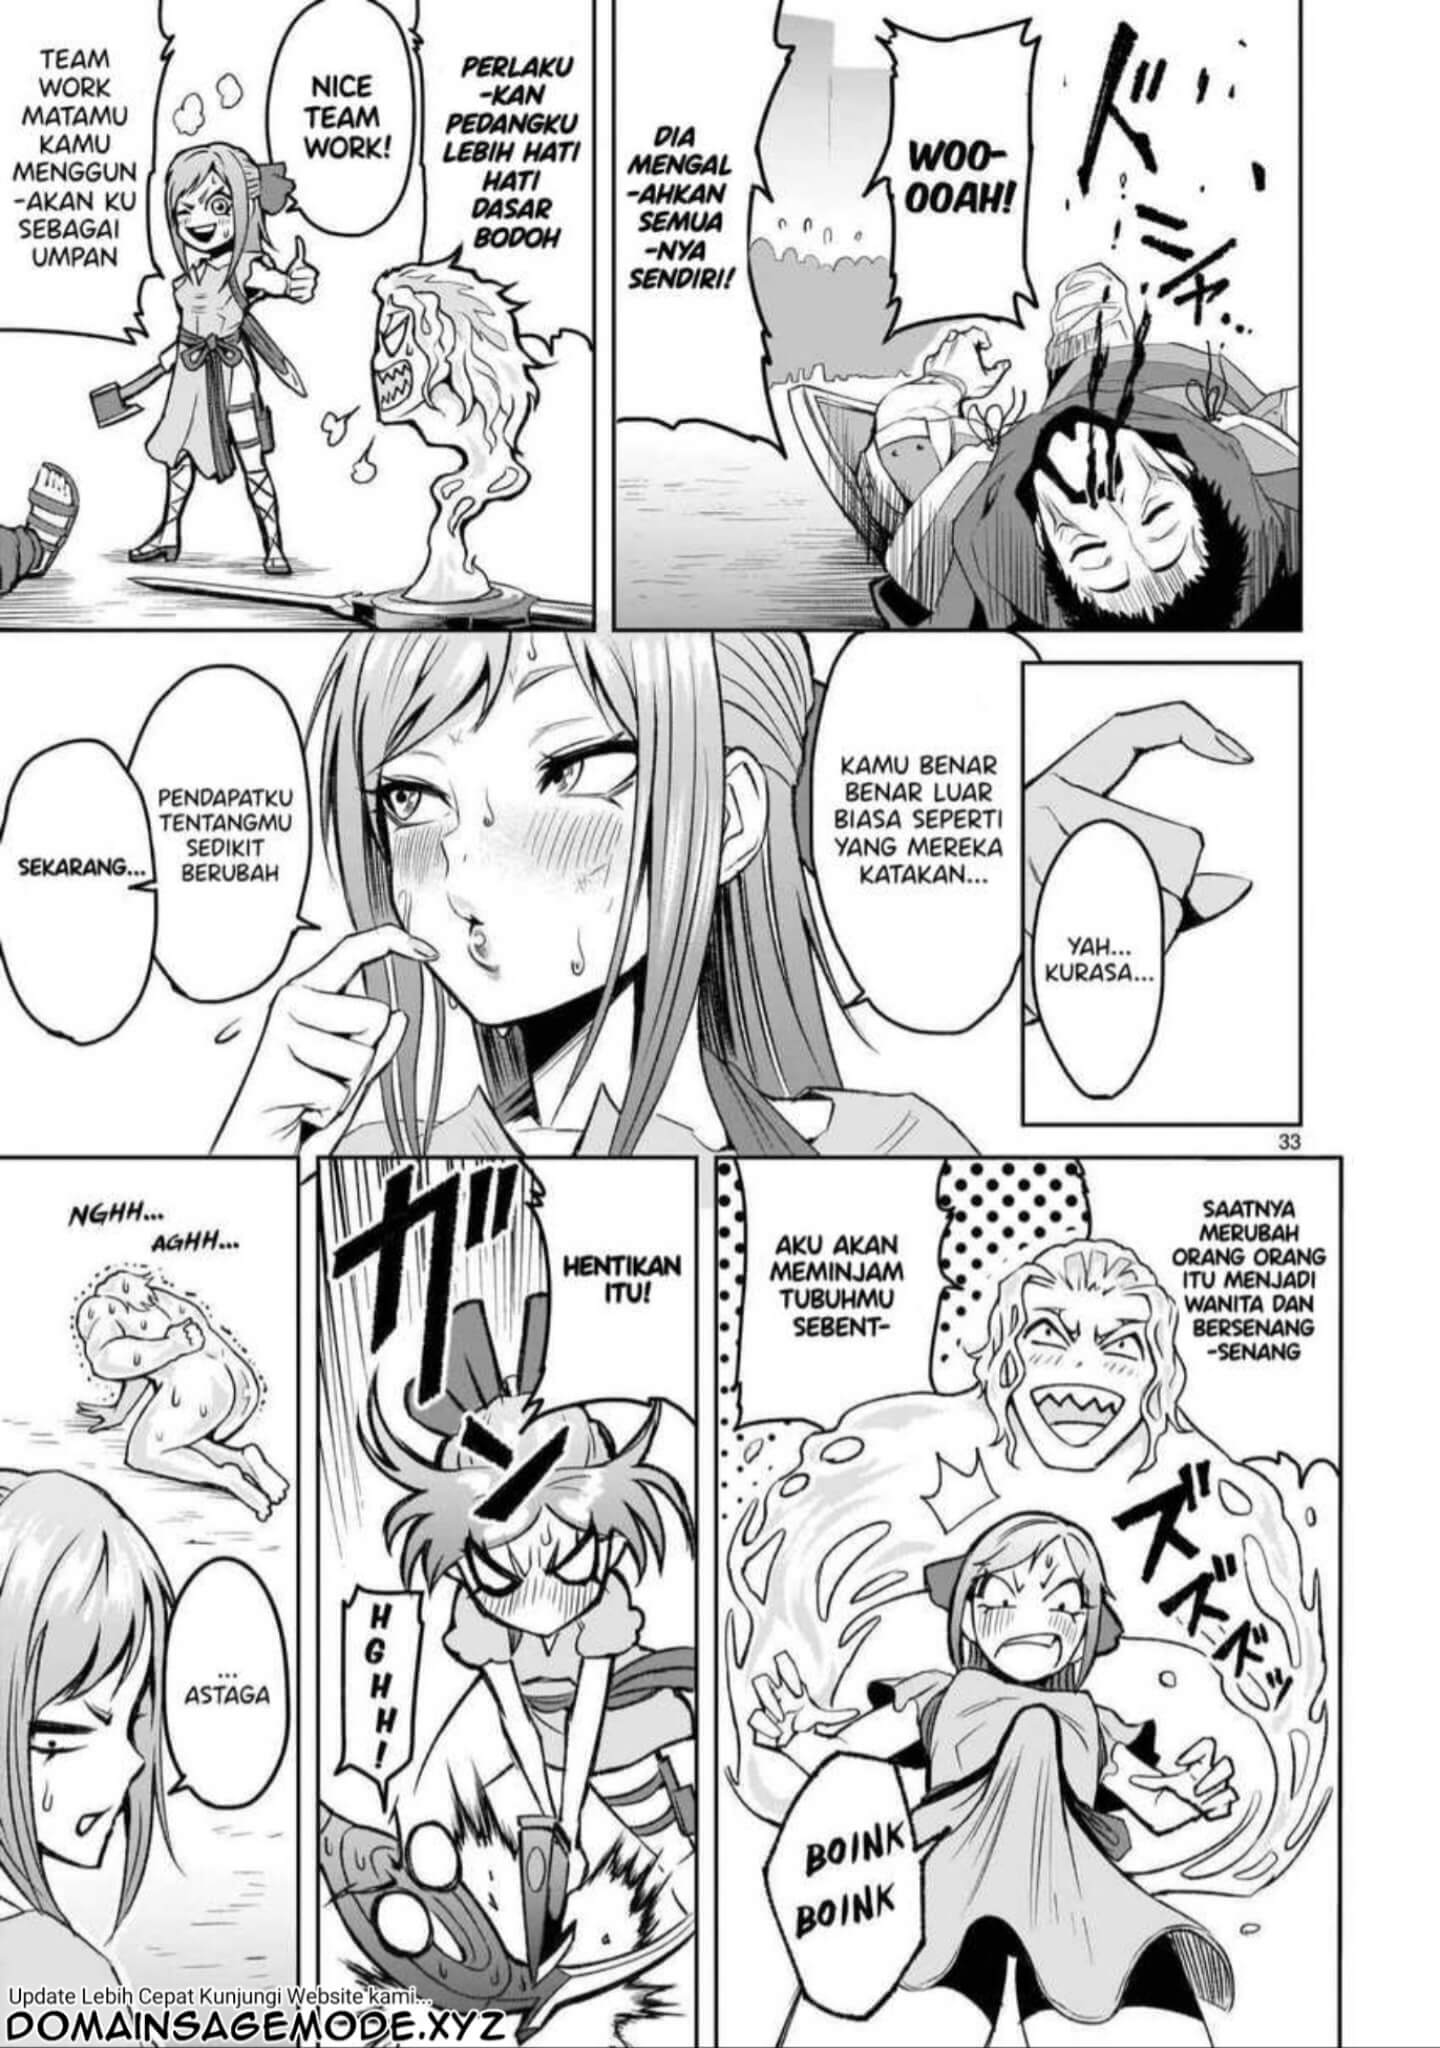 WOO-
OOAH!
DIA
MENGAL
-AHKAN
SEMUA
-NYA
SENDIRI!
ド
シャ...
PERLAKU
-KAN
PEDANGKU
LEBIH HATI
HATI
DASAR
BODOH
NICE
TEAM
WORK!
TEAM
WORK
MATAMU
KAMU
MENGGUN
-AKAN KU
SEBAGAI
UMPAN
YAH...
KURASA...
KAMU BENAR
BENAR LUAR
BIASA SEPERTI
YANG MEREKA
KATAKAN...
PENDAPATKU
TENTANGMU
SEDIKIT
BERUBAH
SEKARANG...
33
SAATNYA
MERUBAH
ORANG ORANG
ITU MENJADI
WANITA DAN
BERSENANG
-SENANG
AKU AKAN
MEMINJAM
TUBUHMU
SEBENT-
ズズズズ
BOINK
BOINK
HENTIKAN
ITU!
ガン
HGHH!
NGHH...
AGHH...
...
ASTAGA
Update Lebih Cepat Kunjungi Website kami...
DOMAINSAGEMODE.XYZ